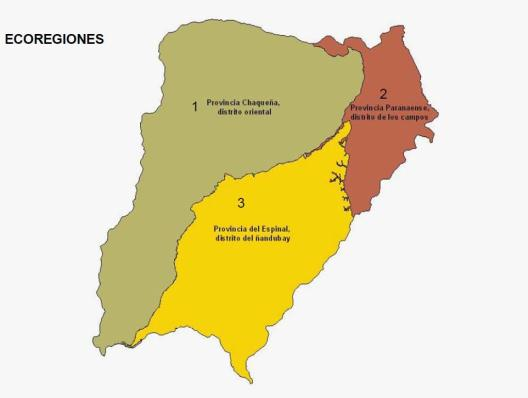 ECOREGIONES
1
Provincia Chaqueña,
distrito oriental
2
Provincia Paranaense,
distrito de los campos
3
Provincia del Espinal,
distrito del ñandubay